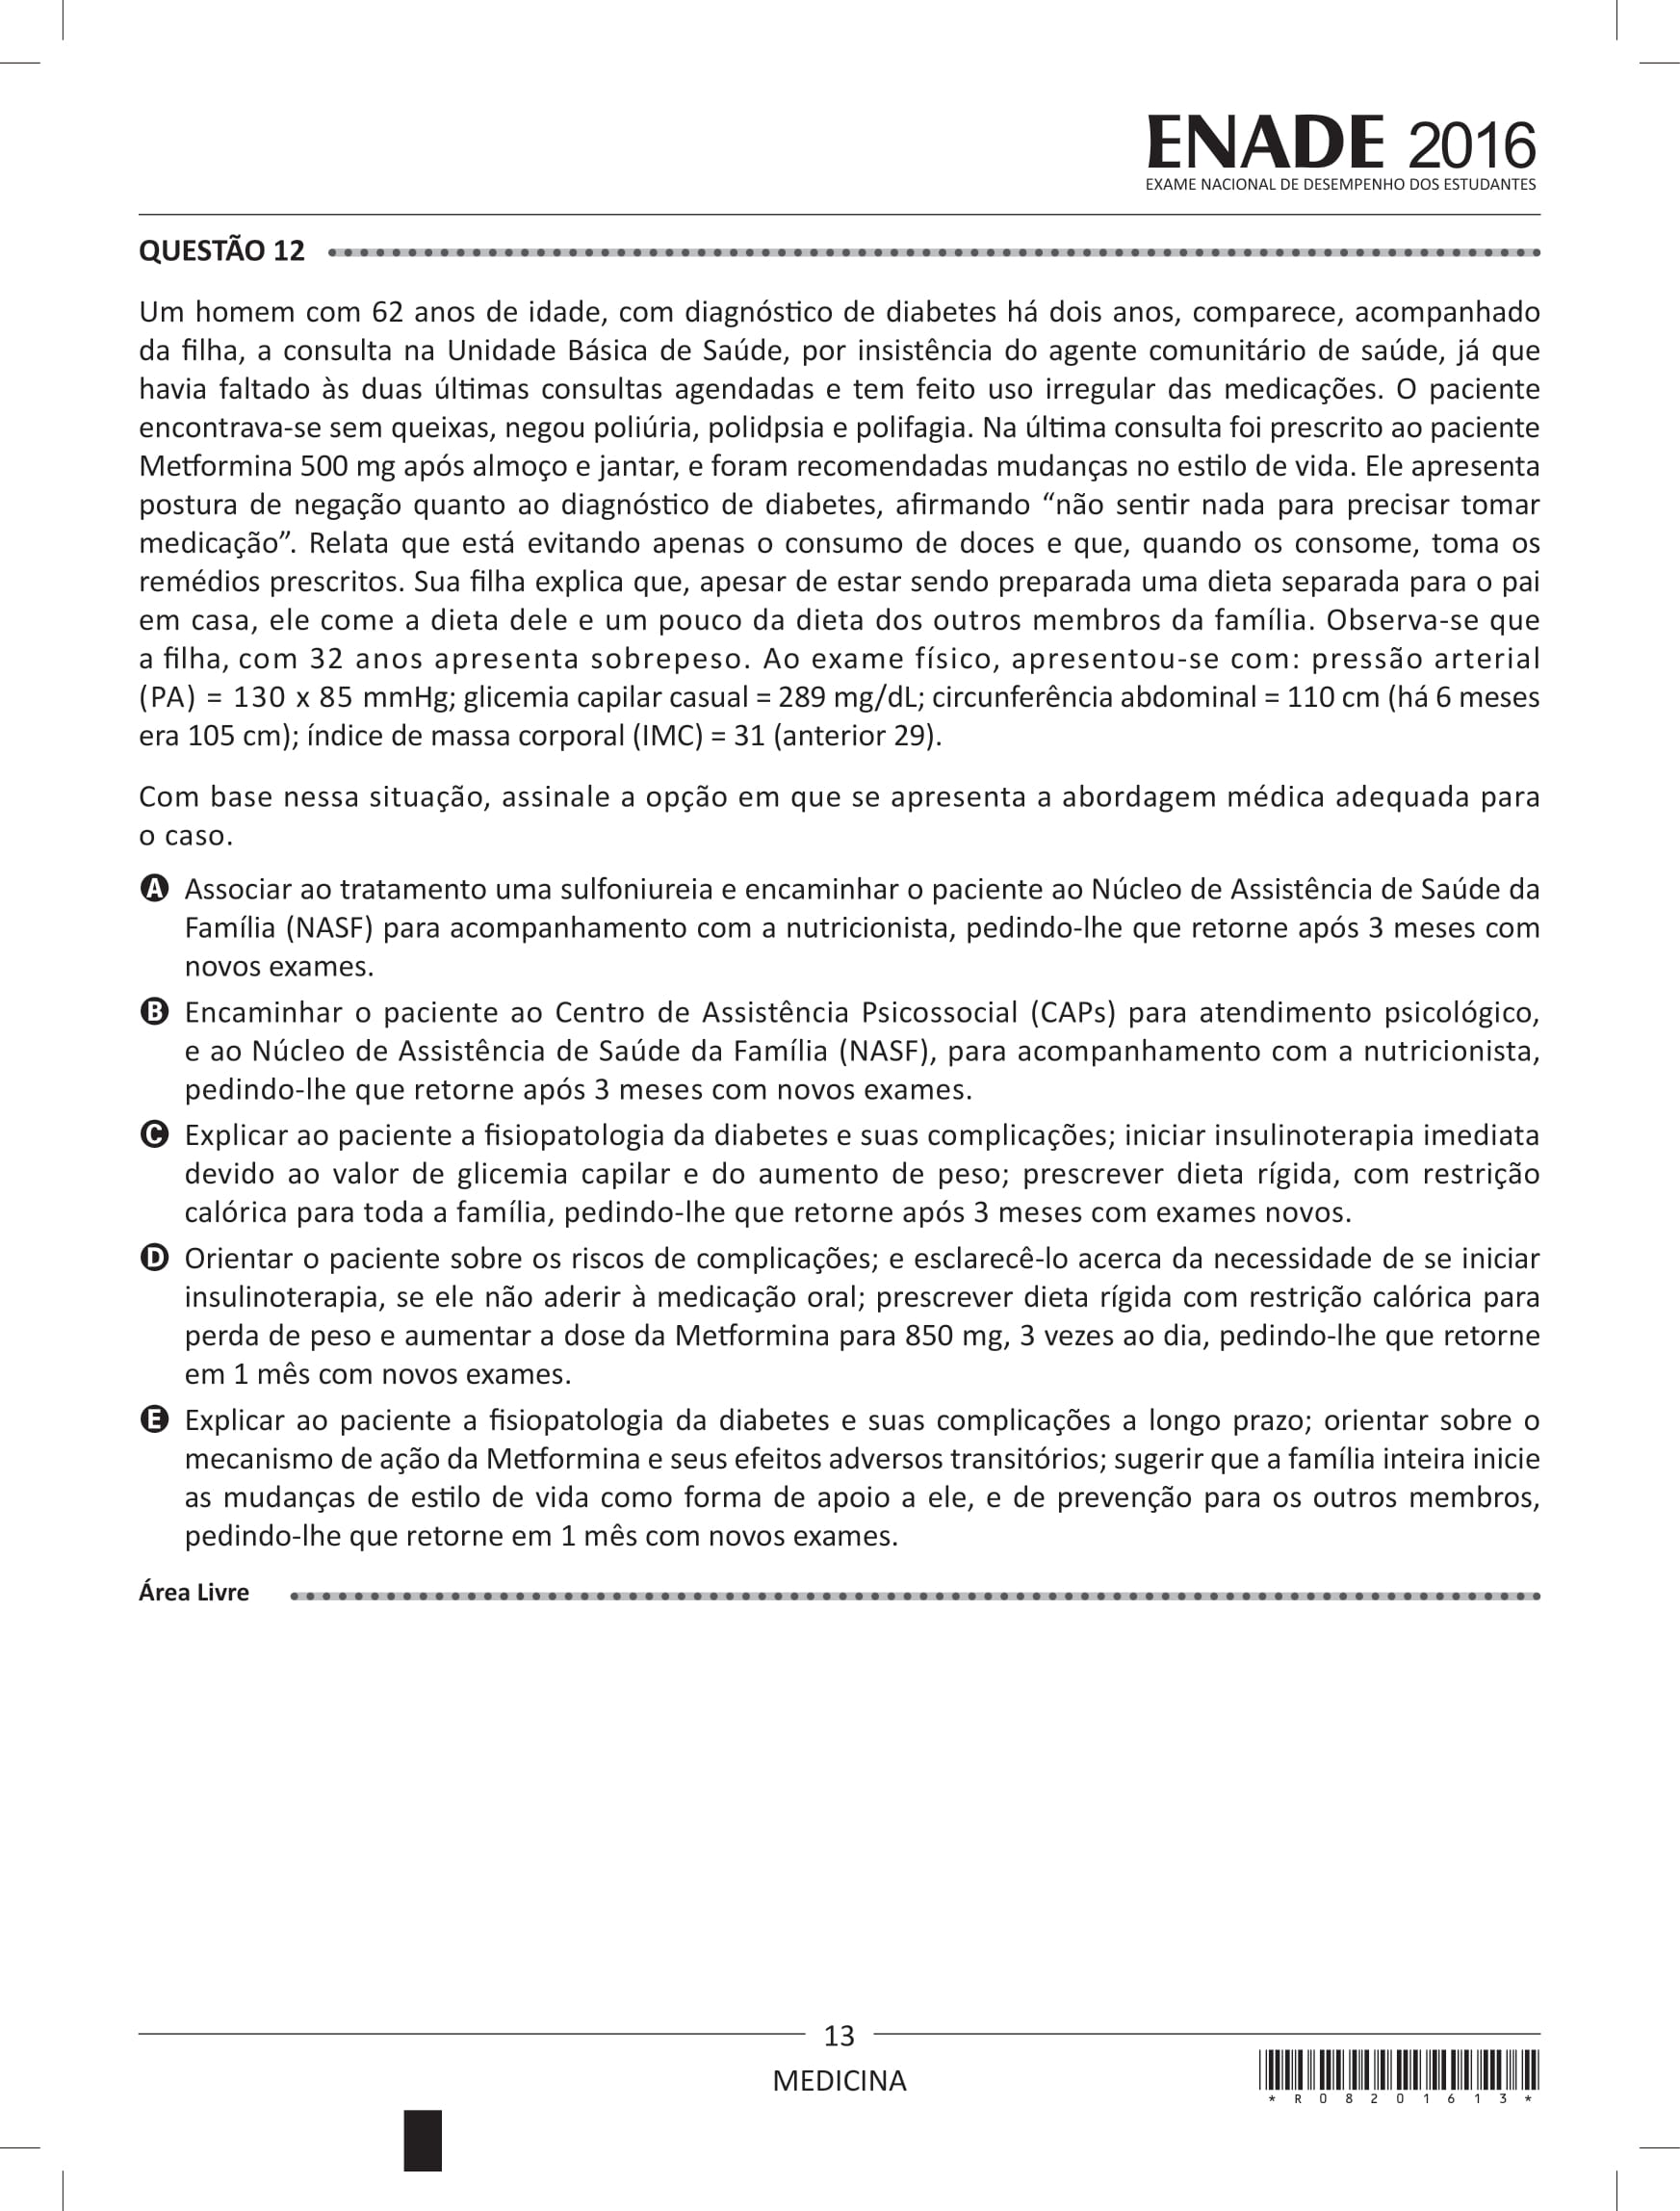 ENADE 2016
EXAME NACIONAL DE DESEMPENHO DOS ESTUDANTES
QUESTÃO 12
Um homem com 62 anos de idade, com diagnóstico de diabetes há dois anos, comparece, acompanhado
da filha, a consulta na Unidade Básica de Saúde, por insistência do agente comunitário de saúde, já que
havia faltado às duas últimas consultas agendadas e tem feito uso irregular das medicações. O paciente
encontrava-se sem queixas, negou poliúria, polidpsia e polifagia. Na última consulta foi prescrito ao paciente
Metformina 500 mg após almoço e jantar, e foram recomendadas mudanças no estilo de vida. Ele apresenta
postura de negação quanto ao diagnóstico de diabetes, afirmando “não sentir nada para precisar tomar
medicação”. Relata que está evitando apenas o consumo de doces e que, quando os consome, toma os
remédios prescritos. Sua filha explica que, apesar de estar sendo preparada uma dieta separada para o pai
em casa, ele come a dieta dele e um pouco da dieta dos outros membros da família. Observa-se que
a filha, com 32 anos apresenta sobrepeso. Ao exame físico, apresentou-se com: pressão arterial
(PA) = 130 x 85 mmHg; glicemia capilar casual = 289 mg/dL; circunferência abdominal = 110 cm (há 6 meses
era 105 cm); índice de massa corporal (IMC) = 31 (anterior 29).
Com base nessa situação, assinale a opção em que se apresenta a abordagem médica adequada para
o caso.
A Associar ao tratamento uma sulfoniureia e encaminhar o paciente ao Núcleo de Assistência de Saúde da
Família (NASF) para acompanhamento com a nutricionista, pedindo-lhe que retorne após 3 meses com
novos exames.
B Encaminhar o paciente ao Centro de Assistência Psicossocial (CAPs) para atendimento psicológico,
e ao Núcleo de Assistência de Saúde da Família (NASF), para acompanhamento com a nutricionista,
pedindo-lhe que retorne após 3 meses com novos exames.
C Explicar ao paciente a fisiopatologia da diabetes e suas complicações; iniciar insulinoterapia imediata
devido ao valor de glicemia capilar e do aumento de peso; prescrever dieta rígida, com restrição
calórica para toda a família, pedindo-lhe que retorne após 3 meses com exames novos.
D Orientar o paciente sobre os riscos de complicações; e esclarecê-lo acerca da necessidade de se iniciar
insulinoterapia, se ele não aderir à medicação oral; prescrever dieta rígida com restrição calórica para
perda de peso e aumentar a dose da Metformina para 850 mg, 3 vezes ao dia, pedindo-lhe que retorne
em 1 mês com novos exames.
E Explicar ao paciente a fisiopatologia da diabetes e suas complicações a longo prazo; orientar sobre o
mecanismo de ação da Metformina e seus efeitos adversos transitórios; sugerir que a família inteira inicie
as mudanças de estilo de vida como forma de apoio a ele, e de prevenção para os outros membros,
pedindo-lhe que retorne em 1 mês com novos exames.
Área Livre
13
MEDICINA
* R 0 8 2 0 1 6 1 3 *